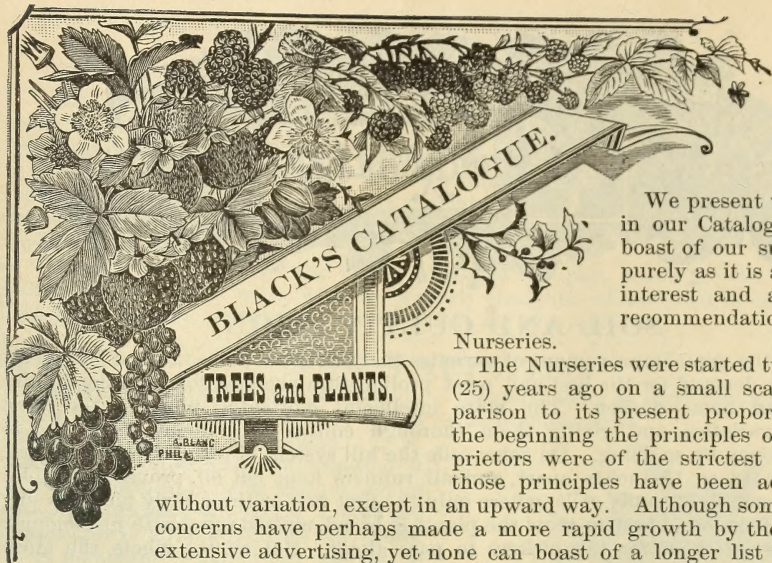 BLACK'S CATALOGUE.
TREES and PLANTS.
A. BLANC
PHILA
We present
in our Catalog
boast of our su
purely as it is a
interest and a
recommendatio
Nurseries.
The Nurseries were started tw
(25) years ago on a small sca
parison to its present propor
the beginning the principles o
prietors were of the strictest
those principles have been ad
without variation, except in an upward way. Although som
concerns have perhaps made a more rapid growth by the
extensive advertising, yet none can boast of a longer list